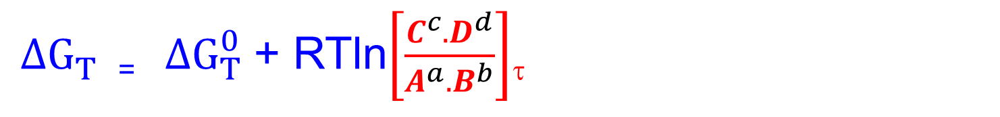 ΔG_T = ΔG_T^0 + RTln[C^c.D^d / A^a.B^b]_τ